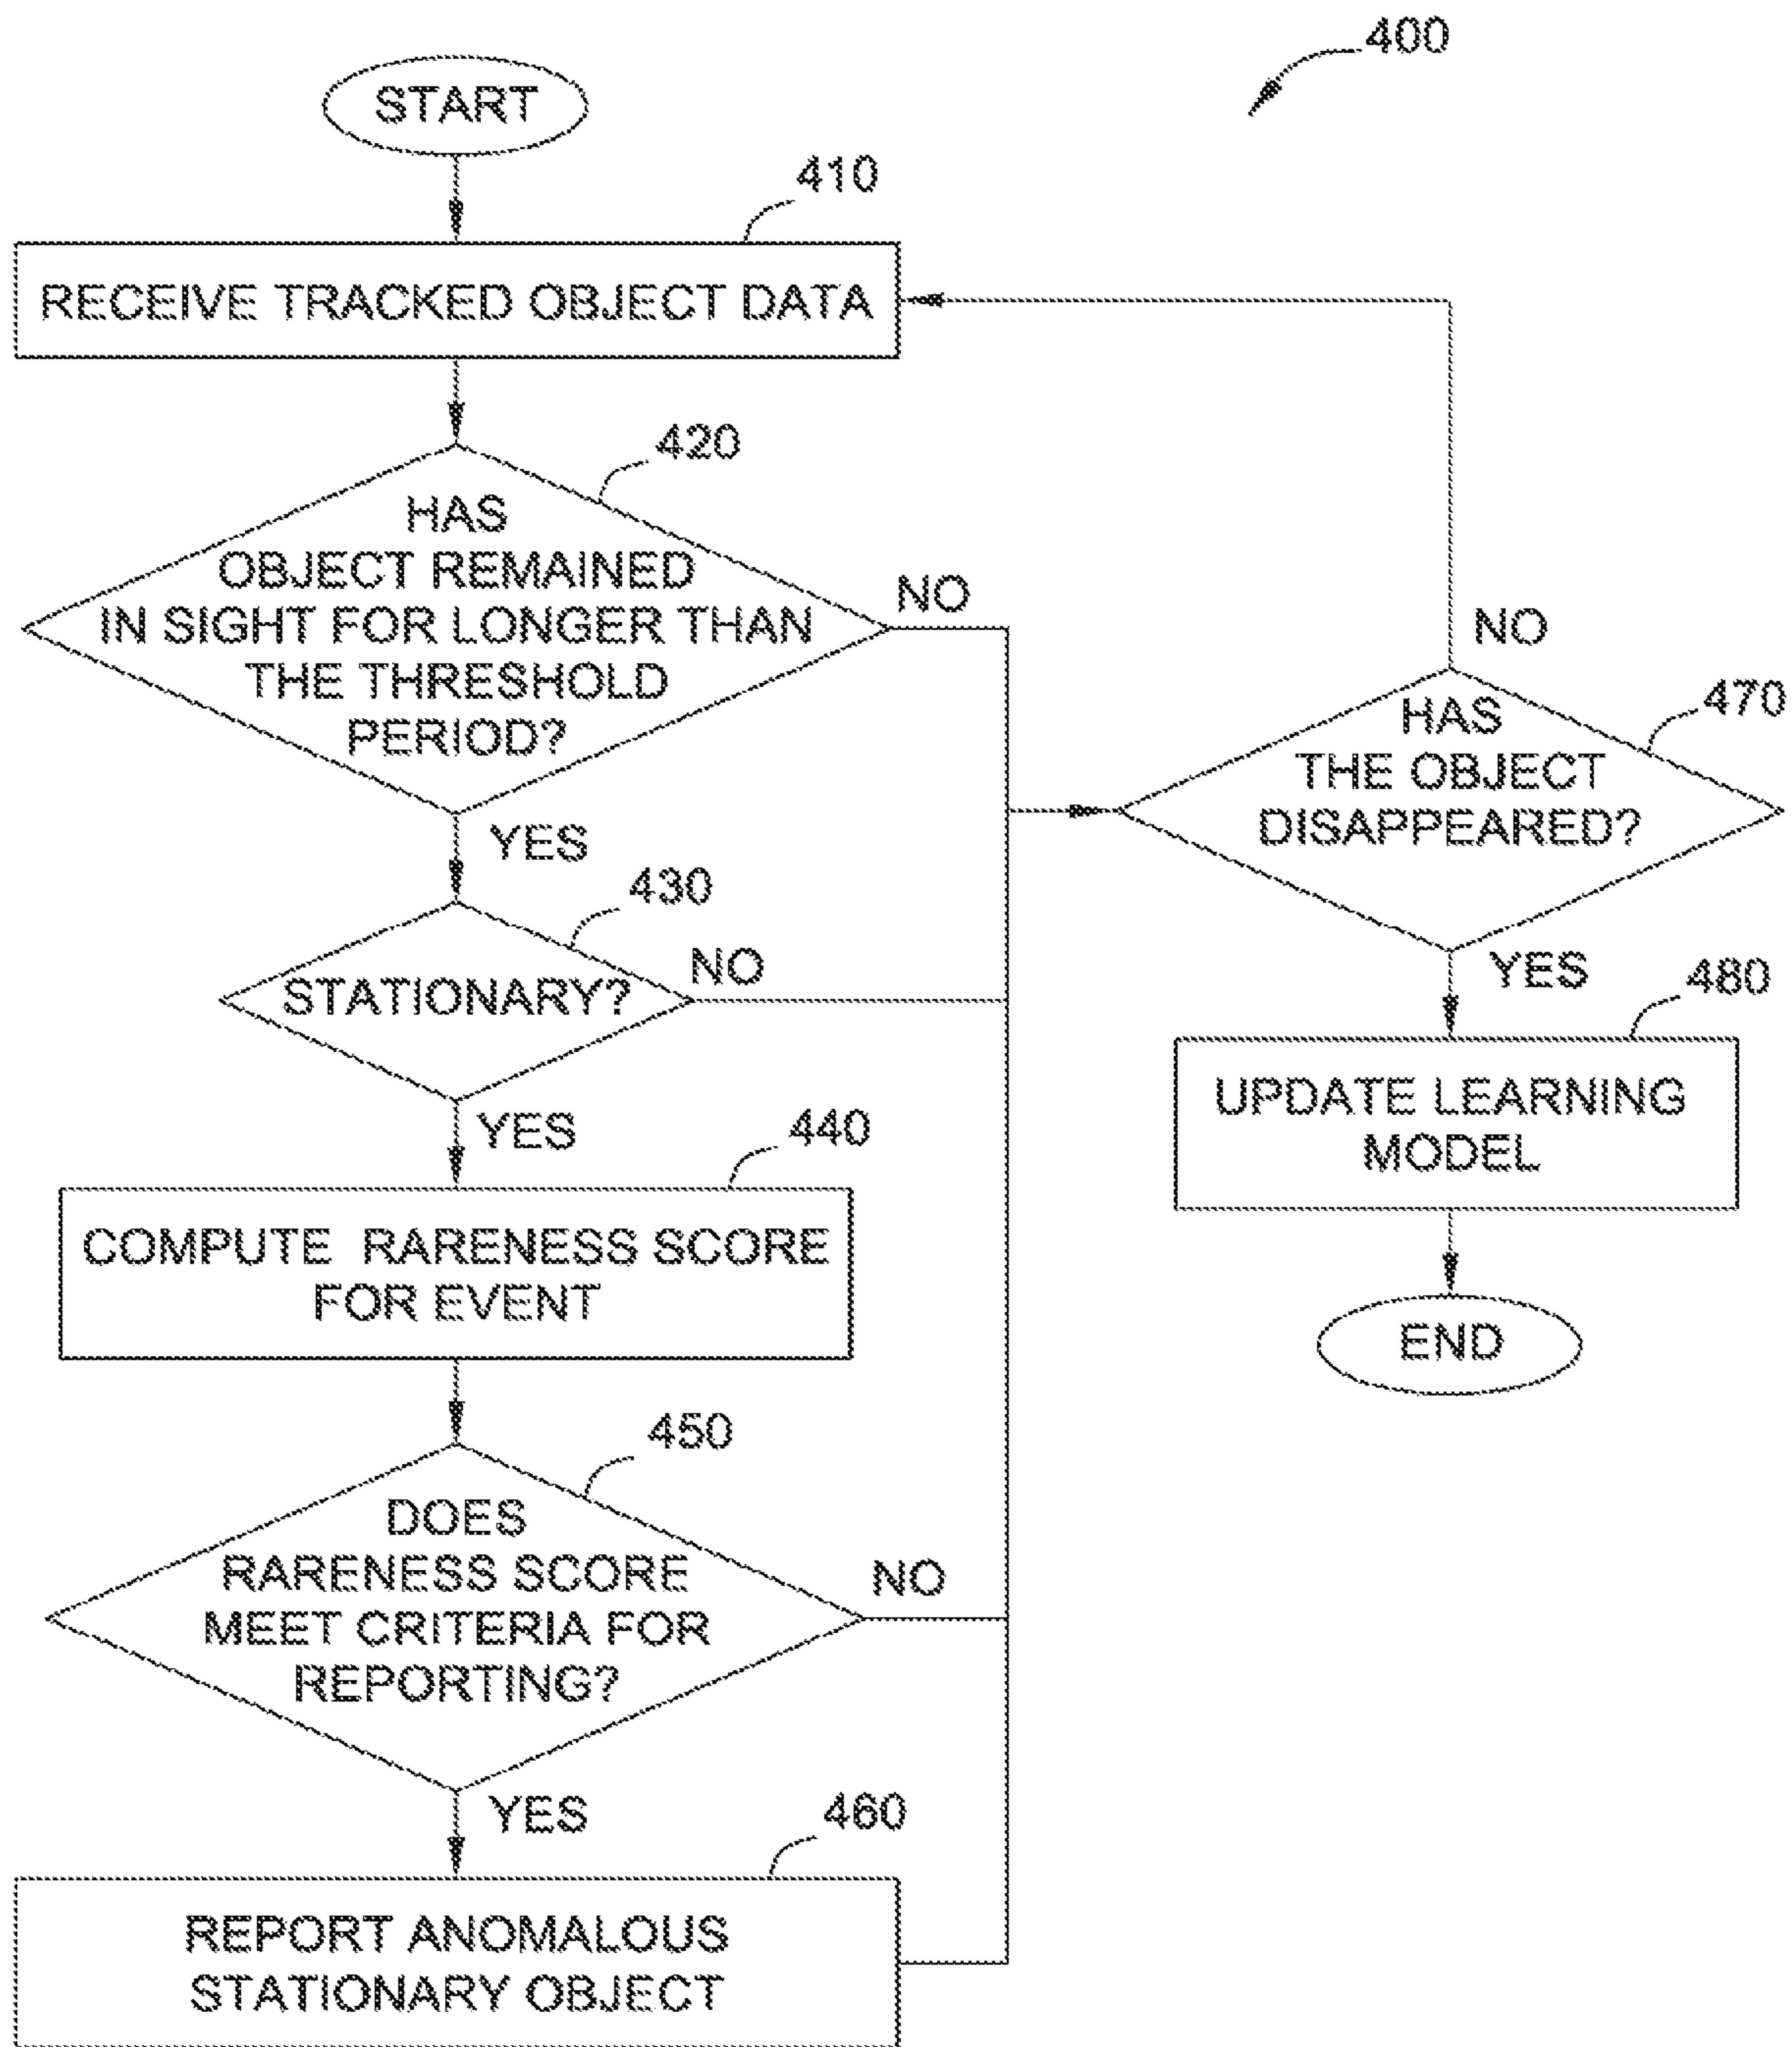 400
START
410
RECEIVE TRACKED OBJECT DATA
420
HAS
OBJECT REMAINED
IN SIGHT FOR LONGER THAN
THE THRESHOLD
PERIOD?
NO
YES
430
STATIONARY?
NO
YES
440
COMPUTE RARENESS SCORE
FOR EVENT
450
DOES
RARENESS SCORE
MEET CRITERIA FOR
REPORTING?
NO
YES
460
REPORT ANOMALOUS
STATIONARY OBJECT
NO
470
HAS
THE OBJECT
DISAPPEARED?
YES
480
UPDATE LEARNING
MODEL
END